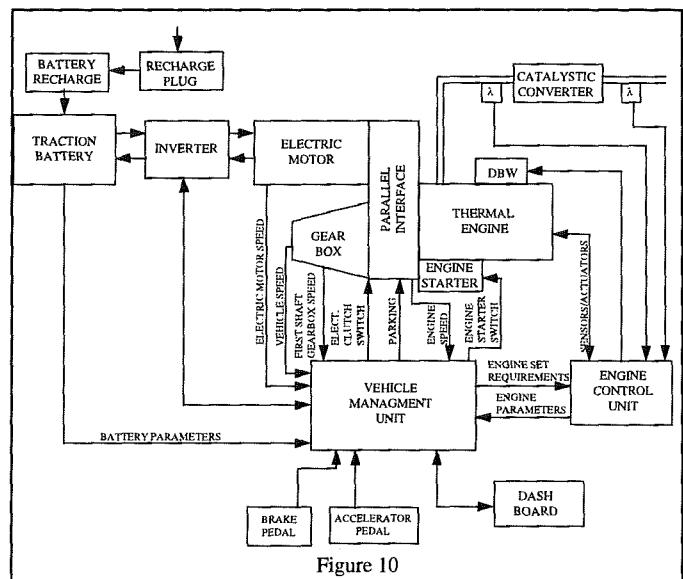 BATTERY
RECHARGE
RECHARGE
PLUG
CATALYSTIC
CONVERTER
λ
λ
TRACTION
BATTERY
INVERTER
ELECTRIC
MOTOR
PARALLEL
INTERFACE
DBW
THERMAL
ENGINE
GEAR
BOX
ENGINE
STARTER
ELECTRIC MOTOR SPEED
VEHICLE SPEED
FIRST SHAFT
GEARBOX SPEED
ELECT.
CLUTCH
SWITCH
PARKING
ENGINE
SPEED
ENGINE
STARTER
SWITCH
SENSORS/ACTUATORS
VEHICLE
MANAGMENT
UNIT
ENGINE SET
REQUIREMENTS
ENGINE
PARAMETERS
ENGINE
CONTROL
UNIT
BATTERY PARAMETERS
BRAKE
PEDAL
ACCELERATOR
PEDAL
DASH
BOARD
Figure 10